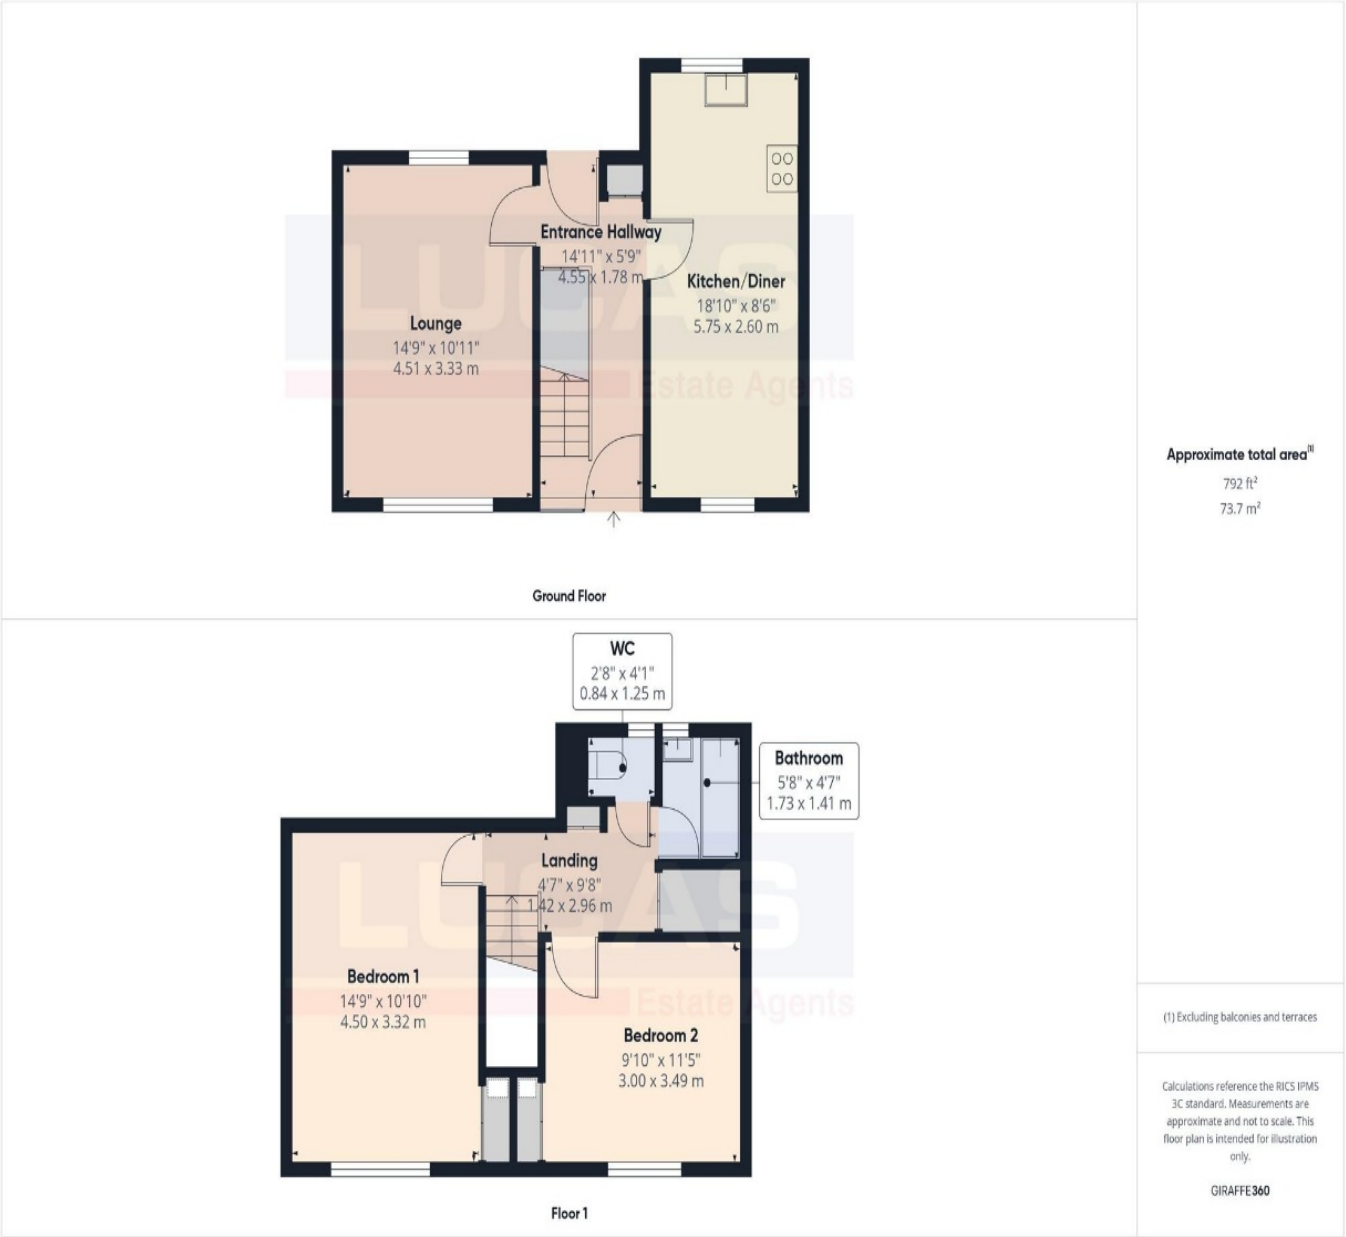 Entrance Hallway
14'11" x 5'9"
4.55 x 1.78 m
Kitchen/Diner
18'10" x 8'6"
5.75 x 2.60 m
Lounge
14'9" x 10'11"
4.51 x 3.33 m
LUCAS
Estate Agents
Ground Floor
WC
2'8" x 4'1"
0.84 x 1.25 m
Bathroom
5'8" x 4'7"
1.73 x 1.41 m
Landing
4'7" x 9'8"
1.42 x 2.96 m
LUCAS
Estate Agents
Bedroom 1
14'9" x 10'10"
4.50 x 3.32 m
Bedroom 2
9'10" x 11'5"
3.00 x 3.49 m
Floor 1
Approximate total area(1)
792 ft²
73.7 m²
(1) Excluding balconies and terraces
Calculations reference the RICS IPMS
3C standard. Measurements are
approximate and not to scale. This
floor plan is intended for illustration
only.
GIRAFFE360